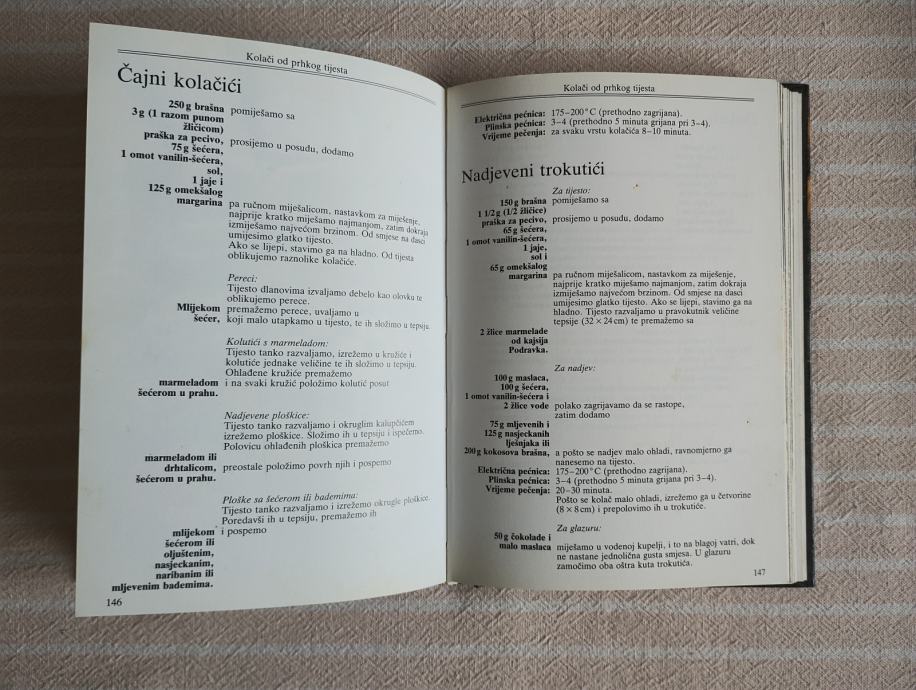 Kolači od prhkog tijesta
Čajni kolačići
250 g brašna pomiješamo sa
3 g (1 razom punom
žličicom)
praška za pecivo, prosijemo u posudu, dodamo
75 g šećera,
1 omot vanilin-šećera,
sol,
1 jaje i
125 g omekšalog
margarina pa ručnom miješalicom, nastavkom za miješenje,
najprije kratko miješamo najmanjom, zatim dokraja
izmiješamo najvećom brzinom. Od smjese na dasci
umijesimo glatko tijesto.
Ako se lijepi, stavimo ga na hladno. Od tijesta
oblikujemo raznolike kolačiće.
Pereci:
Tijesto dlanovima izvaljamo debelo kao olovku te
oblikujemo perece.
Mlijekom premažemo perece, uvaljamo u
šećer, koji malo utapkamo u tijesto, te ih složimo u tepsiju.
Kolutići s marmeladom:
Tijesto tanko razvaljamo, izrežemo u kružiće i
kolutiće jednake veličine te ih složimo u tepsiju.
Ohlađene kružiće premažemo
marmeladom i na svaki kružić položimo kolutić posut
šećerom u prahu.
Nadjevene ploškice:
Tijesto tanko razvaljamo i okruglim kalupčićem
izrežemo ploškice. Složimo ih u tepsiju i ispečemo.
Polovicu ohlađenih ploškica premažemo
marmeladom ili
drhtalicom, preostale položimo povrh njih i pospemo
šećerom u prahu.
Ploške sa šećerom ili bademima:
Tijesto tanko razvaljamo i izrežemo okrugle ploškice.
Poredavši ih u tepsiju, premažemo ih
mlijekom i pospemo
šećerom ili
oljuštenim,
nasjeckanim,
naribanim ili
mljevenim bademima.
146
Kolači od prhkog tijesta
Električna pećnica: 175–200°C (prethodno zagrijana).
Plinska pećnica: 3–4 (prethodno 5 minuta grijana pri 3–4).
Vrijeme pečenja: za svaku vrstu kolačića 8–10 minuta.
Nadjeveni trokutići
Za tijesto:
150 g brašna pomiješamo sa
1 1/2 g (1/2 žličice)
praška za pecivo, prosijemo u posudu, dodamo
65 g šećera,
1 omot vanilin-šećera,
1 jaje,
sol i
65 g omekšalog
margarina pa ručnom miješalicom, nastavkom za miješenje,
najprije kratko miješamo najmanjom, zatim dokraja
izmiješamo najvećom brzinom. Od smjese na dasci
umijesimo glatko tijesto. Ako se lijepi, stavimo ga na
hladno. Tijesto razvaljamo u pravokutnik veličine
tepsije (32 × 24 cm) te premažemo sa
2 žlice marmelade
od kajsija
Podravka.
Za nadjev:
100 g maslaca,
100 g šećera,
1 omot vanilin-šećera i
2 žlice vode polako zagrijavamo da se rastope,
zatim dodamo
75 g mljevenih i
125 g nasjeckanih
lješnjaka ili
200 g kokosova brašna, a pošto se nadjev malo ohladi, ravnomjerno ga
nanesemo na tijesto.
Električna pećnica: 175–200°C (prethodno zagrijana).
Plinska pećnica: 3–4 (prethodno 5 minuta grijana pri 3–4).
Vrijeme pečenja: 20–30 minuta.
Pošto se kolač malo ohladi, izrežemo ga u četvorine
(8 × 8 cm) i prepolovimo ih u trokutiće.
Za glazuru:
50 g čokolade i
malo maslaca miješamo u vodenoj kupelji, i to na blagoj vatri, dok
ne nastane jednolična gusta smjesa. U glazuru
zamočimo oba oštra kuta trokutića.
147